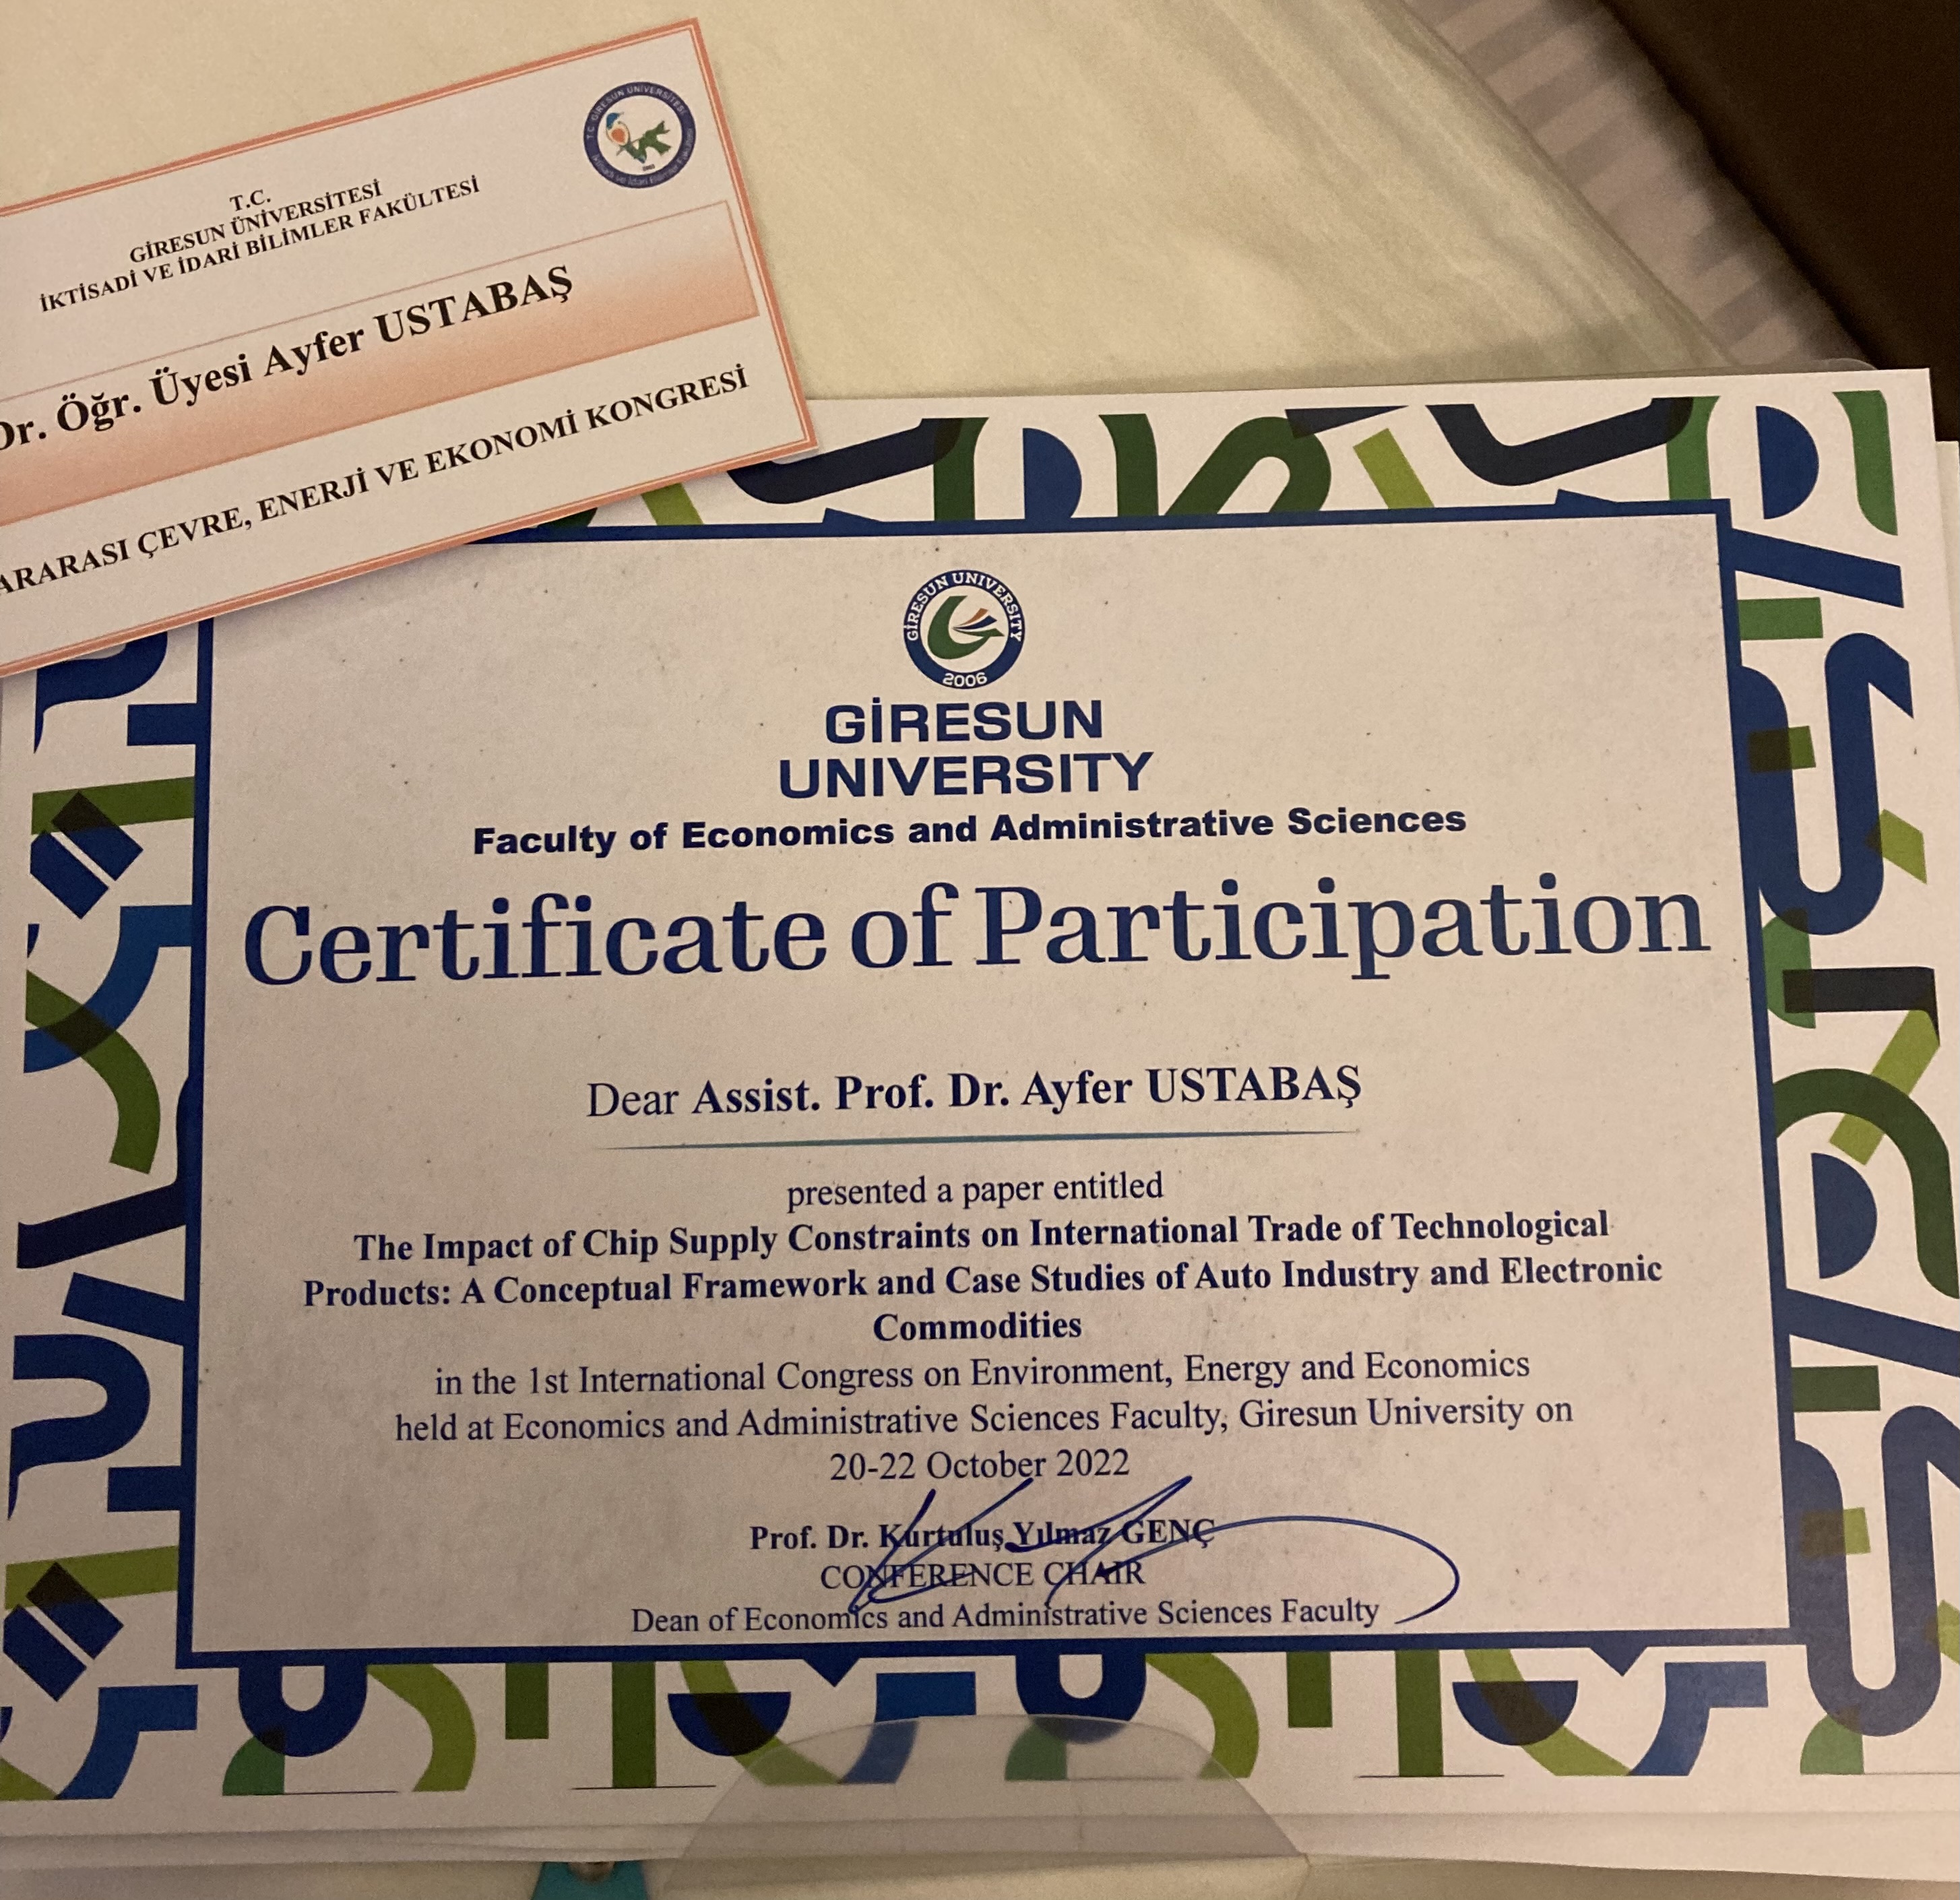 T.C.
GİRESUN ÜNİVERSİTESİ
İKTİSADİ VE İDARİ BİLİMLER FAKÜLTESİ
Dr. Öğr. Üyesi Ayfer USTABAŞ
ARARASI ÇEVRE, ENERJİ VE EKONOMİ KONGRESİ
T.C. GİRESUN ÜNİVERSİTESİ
GİRESUN UNIVERSITY
2006
GİRESUN
UNIVERSITY
Faculty of Economics and Administrative Sciences
Certificate of Participation
Dear Assist. Prof. Dr. Ayfer USTABAŞ
presented a paper entitled
The Impact of Chip Supply Constraints on International Trade of Technological
Products: A Conceptual Framework and Case Studies of Auto Industry and Electronic
Commodities
in the 1st International Congress on Environment, Energy and Economics
held at Economics and Administrative Sciences Faculty, Giresun University on
20-22 October 2022
Prof. Dr. Kurtuluş Yılmaz GENÇ
CONFERENCE CHAIR
Dean of Economics and Administrative Sciences Faculty